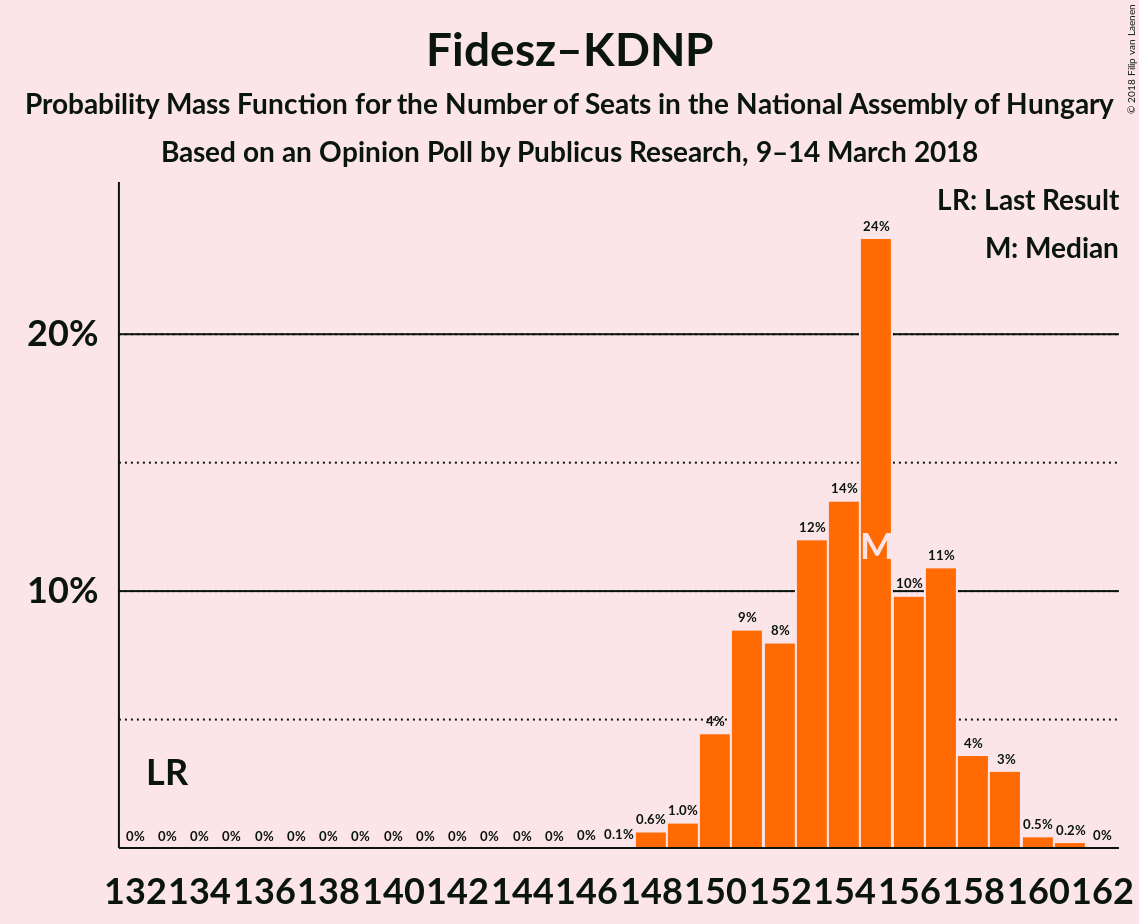 Fidesz–KDNP
Probability Mass Function for the Number of Seats in the National Assembly of Hungary
Based on an Opinion Poll by Publicus Research, 9–14 March 2018
© 2018 Filip van Laenen
LR: Last Result
M: Median
24%
20%
14%
12%
M
11%
10%
10%
9%
8%
4%
4%
3%
LR
0% 0% 0% 0% 0% 0% 0% 0% 0% 0% 0% 0% 0% 0% 0% 0.1% 0.6% 1.0% 0.5% 0.2% 0%
132 134 136 138 140 142 144 146 148 150 152 154 156 158 160 162